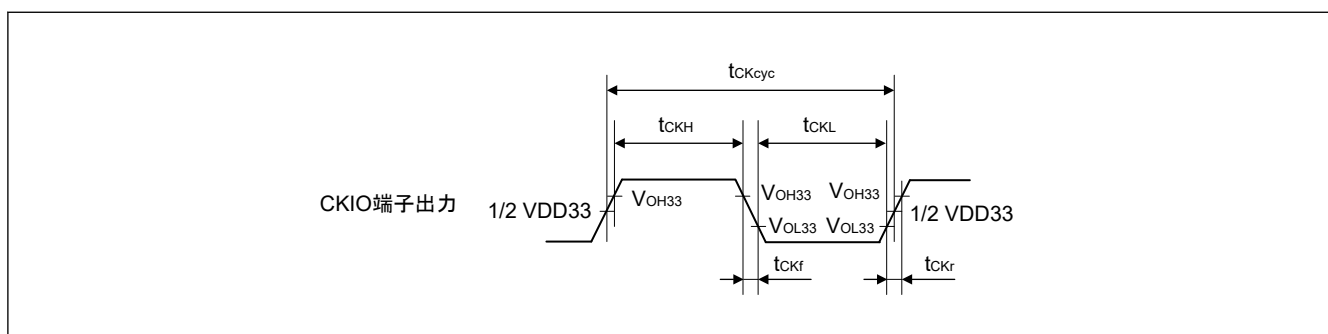 tCKcyc
tCKH tCKL
CKIO端子出力 1/2 VDD33 VOH33 VOH33 VOH33 1/2 VDD33
VOL33 VOL33
tCKf tCKr